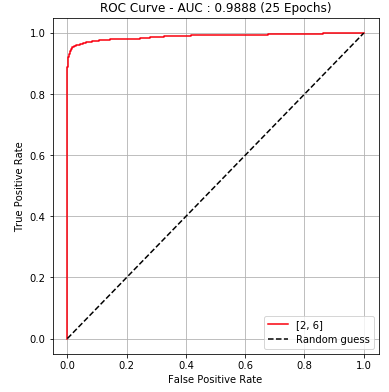 ROC Curve - AUC : 0.9888 (25 Epochs)
True Positive Rate
1.0
0.8
0.6
0.4
0.2
0.0
[2, 6]
Random guess
0.0 0.2 0.4 0.6 0.8 1.0
False Positive Rate